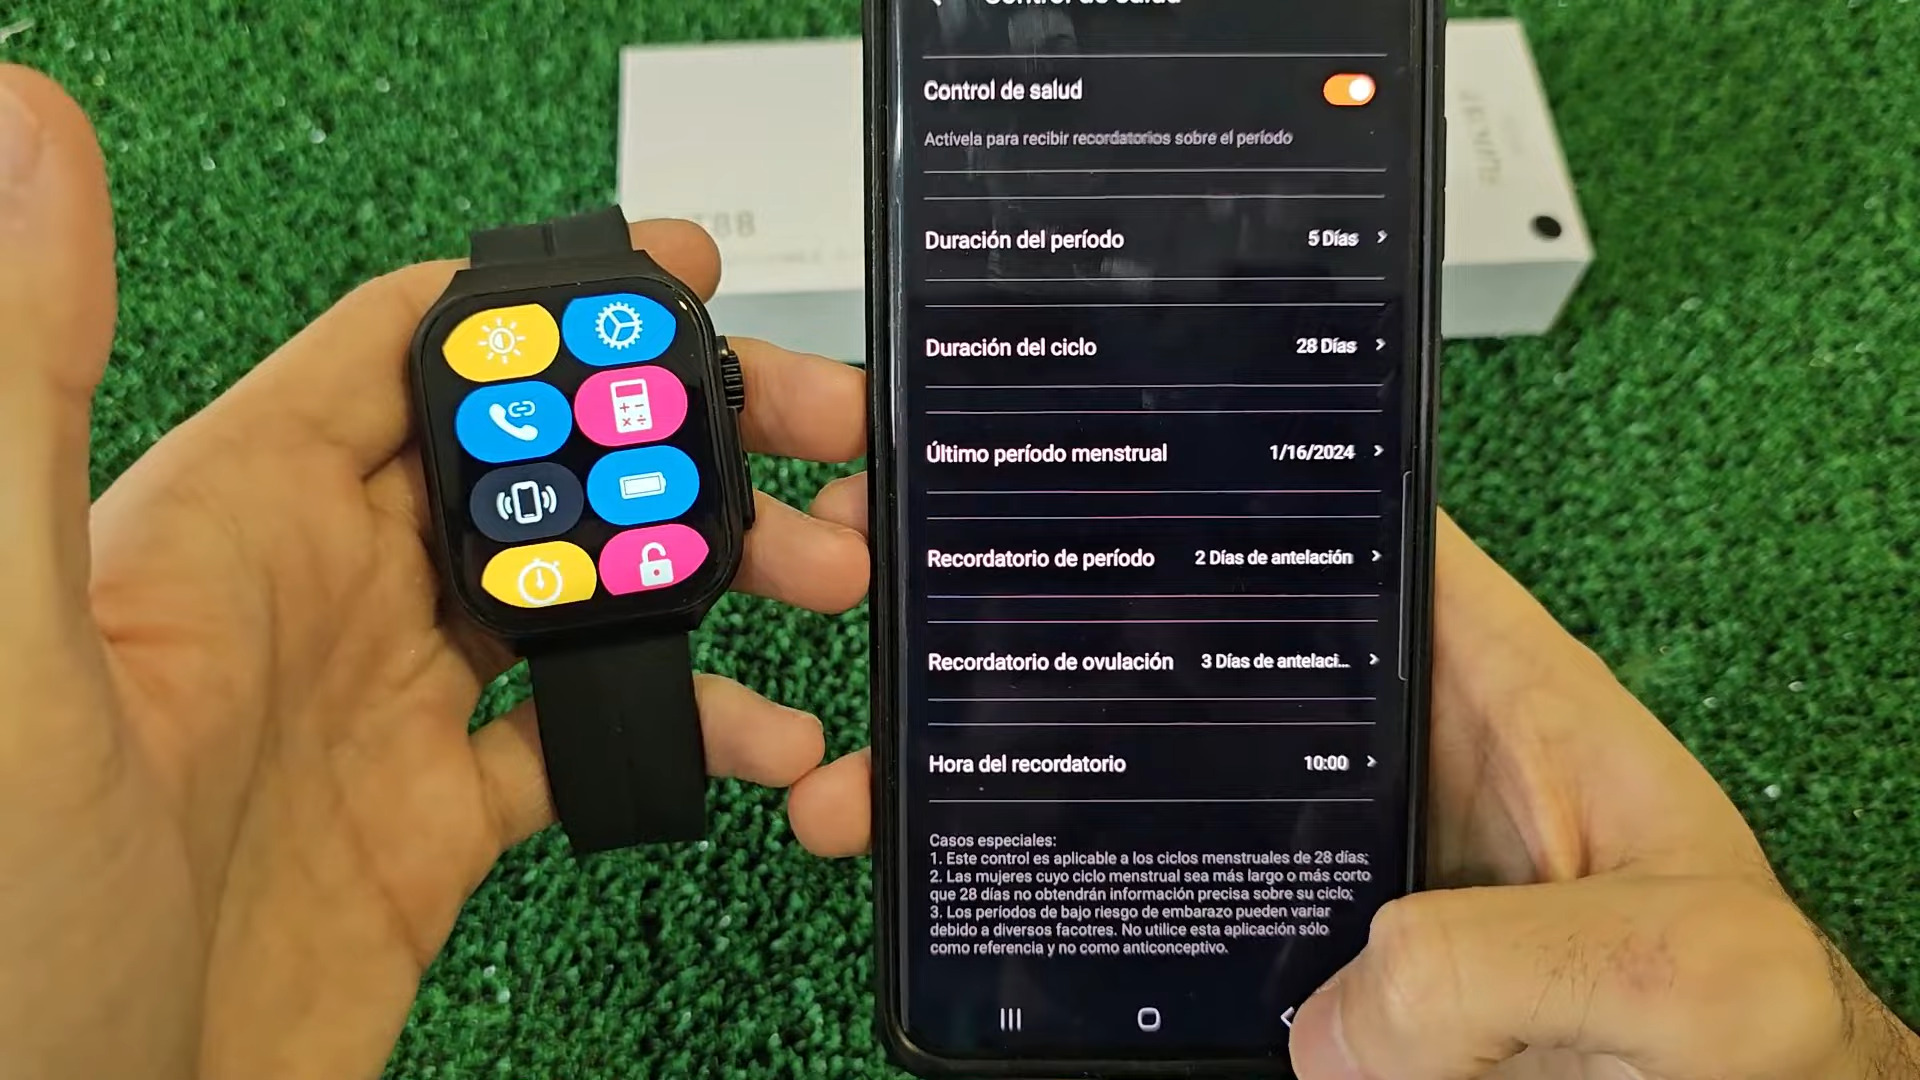 Control de salud
Control de salud
Actívela para recibir recordatorios sobre el período
Duración del período 5 Días
Duración del ciclo 28 Días
Último período menstrual 1/16/2024
Recordatorio de período 2 Días de antelación
Recordatorio de ovulación 3 Días de antelaci...
Hora del recordatorio 10:00
Casos especiales:
1. Este control es aplicable a los ciclos menstruales de 28 días;
2. Las mujeres cuyo ciclo menstrual sea más largo o más corto
que 28 días no obtendrán información precisa sobre su ciclo;
3. Los períodos de bajo riesgo de embarazo pueden variar
debido a diversos facotres. No utilice esta aplicación sólo
como referencia y no como anticonceptivo.